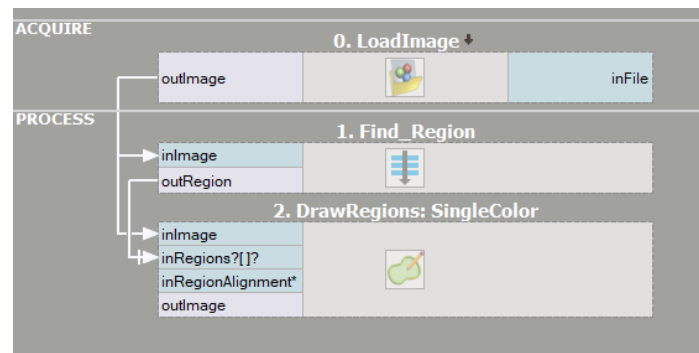 ACQUIRE
0. LoadImage
outImage
inFile
PROCESS
1. Find_Region
inImage
outRegion
2. DrawRegions: SingleColor
inImage
inRegions?[]?
inRegionAlignment*
outImage